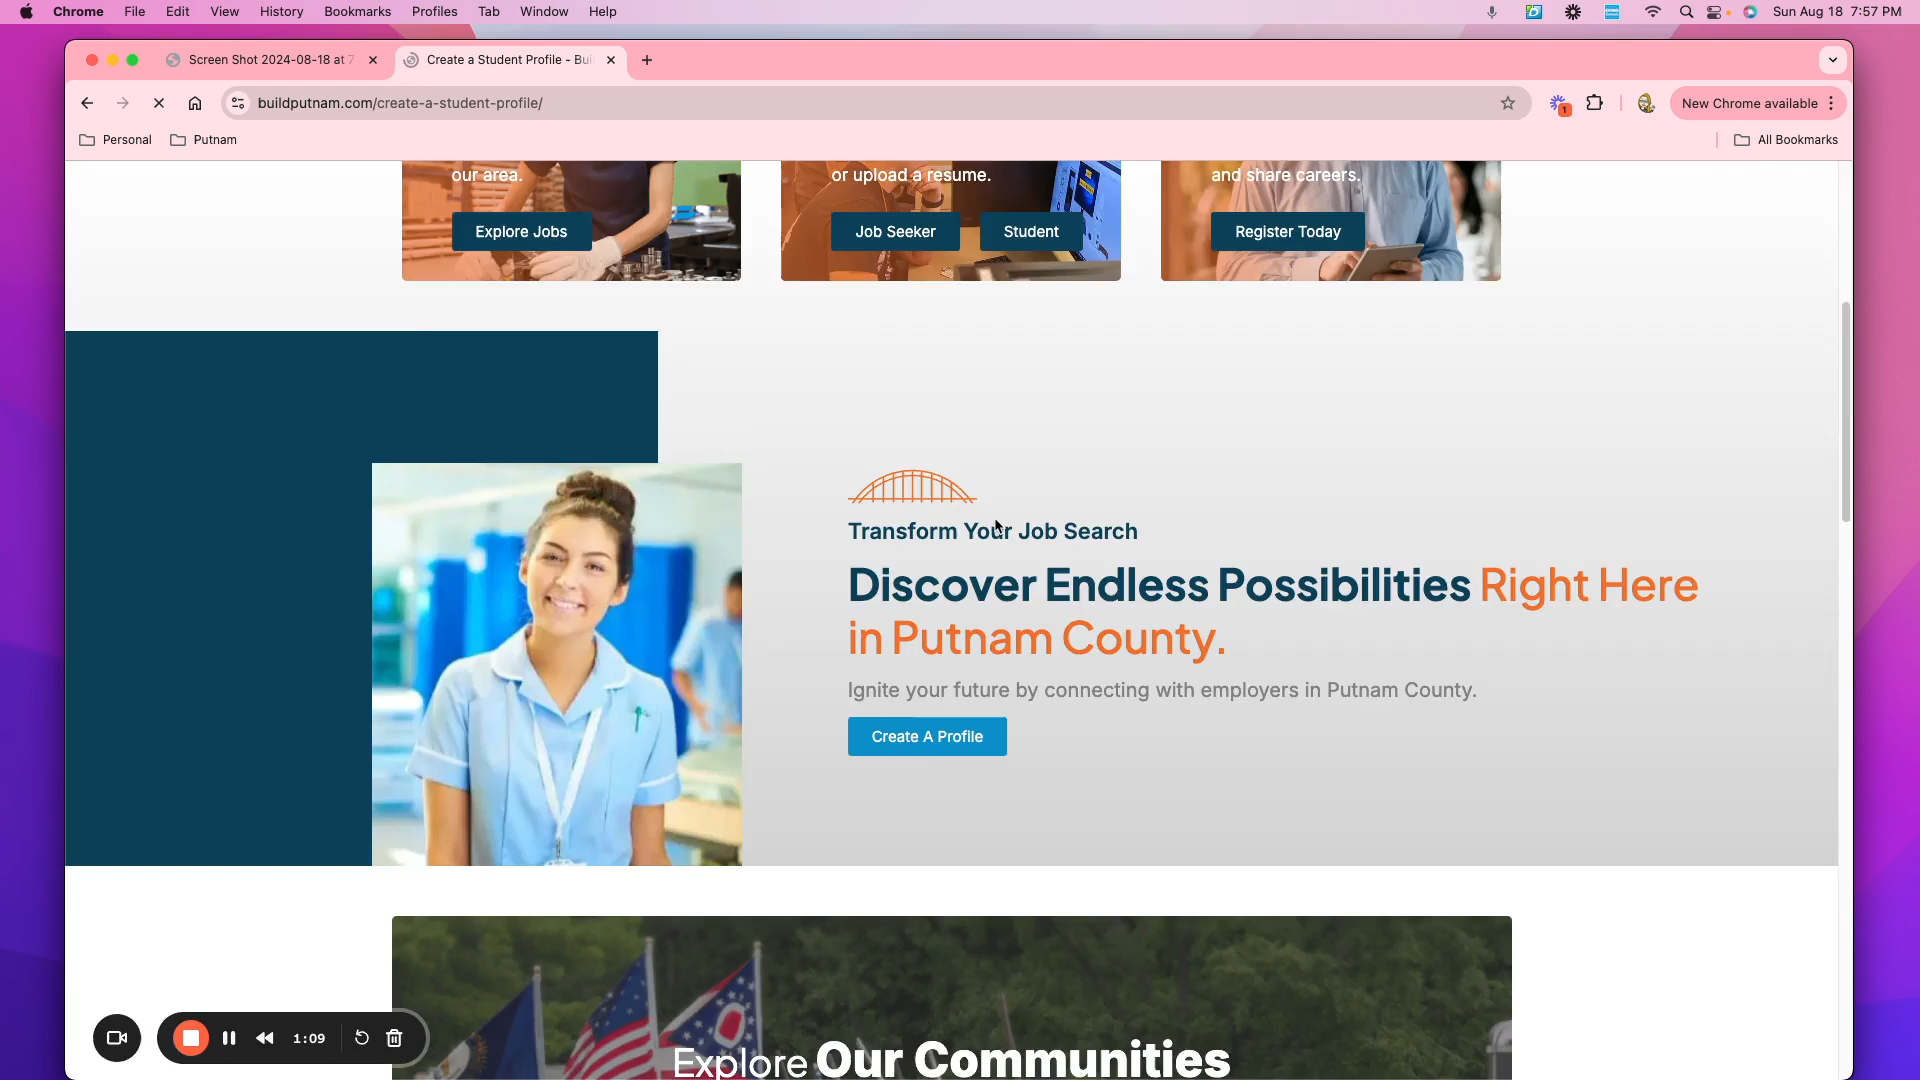 Chrome File Edit View History Bookmarks Profiles Tab Window Help Sun Aug 18 7:57 PM
Screen Shot 2024-08-18 at 7
Create a Student Profile - Bui
buildputnam.com/create-a-student-profile/
1
New Chrome available
Personal
Putnam
All Bookmarks
our area.
or upload a resume.
and share careers.
Explore Jobs
Job Seeker
Student
Register Today
Transform Your Job Search
Discover Endless Possibilities Right Here
in Putnam County.
Ignite your future by connecting with employers in Putnam County.
Create A Profile
Explore Our Communities
1:09